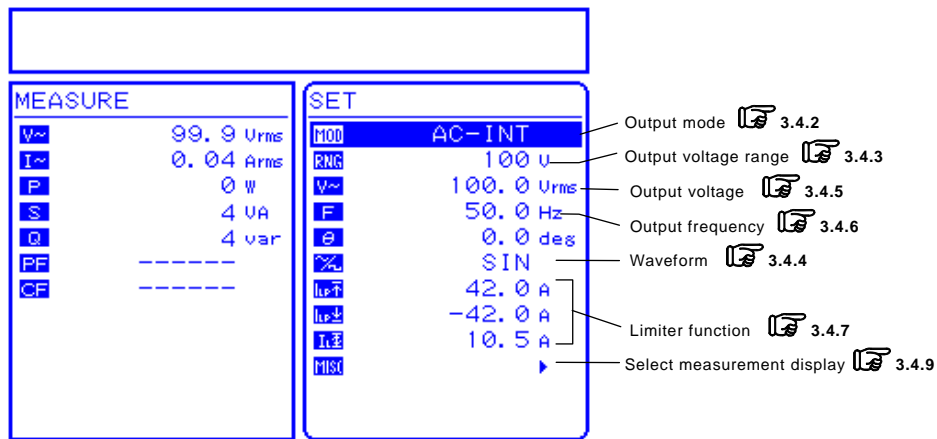 MEASURE
V~ 99.9 Vrms
I~ 0.04 Arms
P 0 W
S 4 VA
Q 4 var
PF ------
CF ------
SET
MOD AC-INT
RNG 100 V
V~ 100.0 Vrms
F 50.0 Hz
θ 0.0 deg
SIN
42.0 A
-42.0 A
10.5 A
MISC
Output mode 3.4.2
Output voltage range 3.4.3
Output voltage 3.4.5
Output frequency 3.4.6
Waveform 3.4.4
Limiter function 3.4.7
Select measurement display 3.4.9